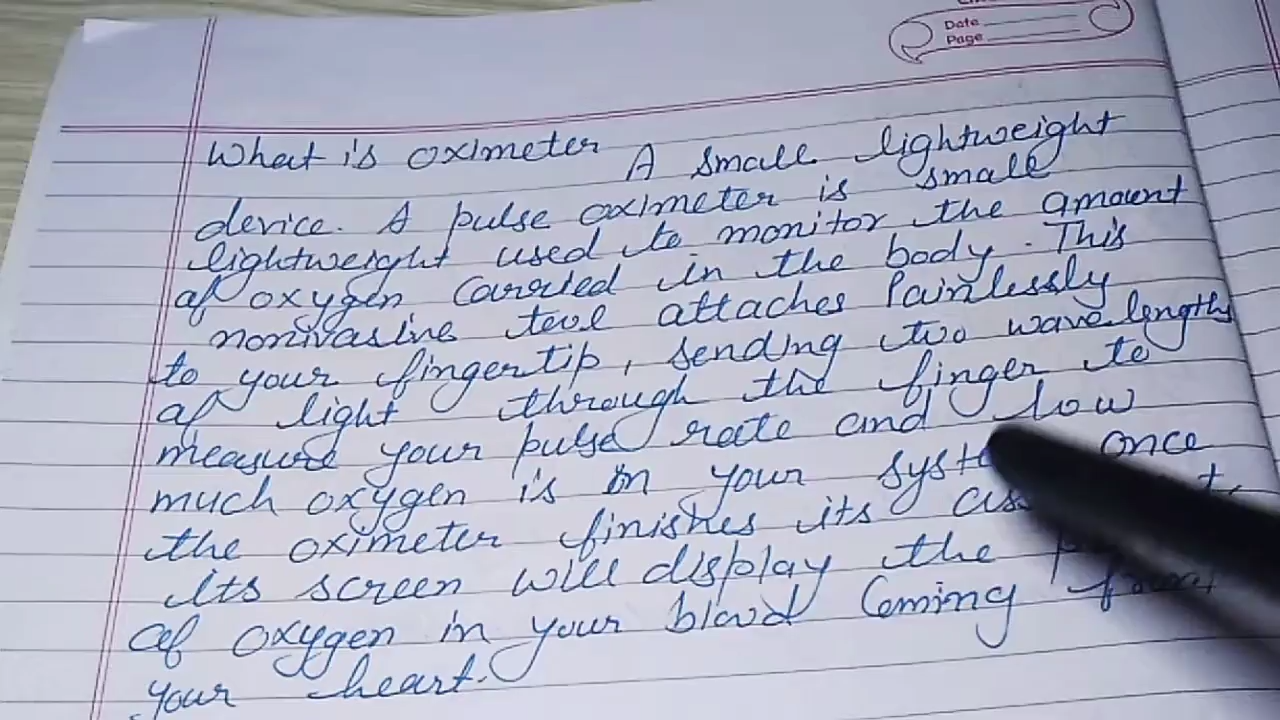 Date
Page
What is oximeter A small lightweight
device. A pulse oximeter is small
lightweight used to monitor the amount
of oxygen carried in the body. This
nonivasive tool attaches Painlessly
to your fingertip, sending two wavelengths
of light through the finger to
measure your pulse rate and how
much oxygen is in your once
the oximeter finishes its
its screen will display the
of oxygen in your blood Coming from
your heart.